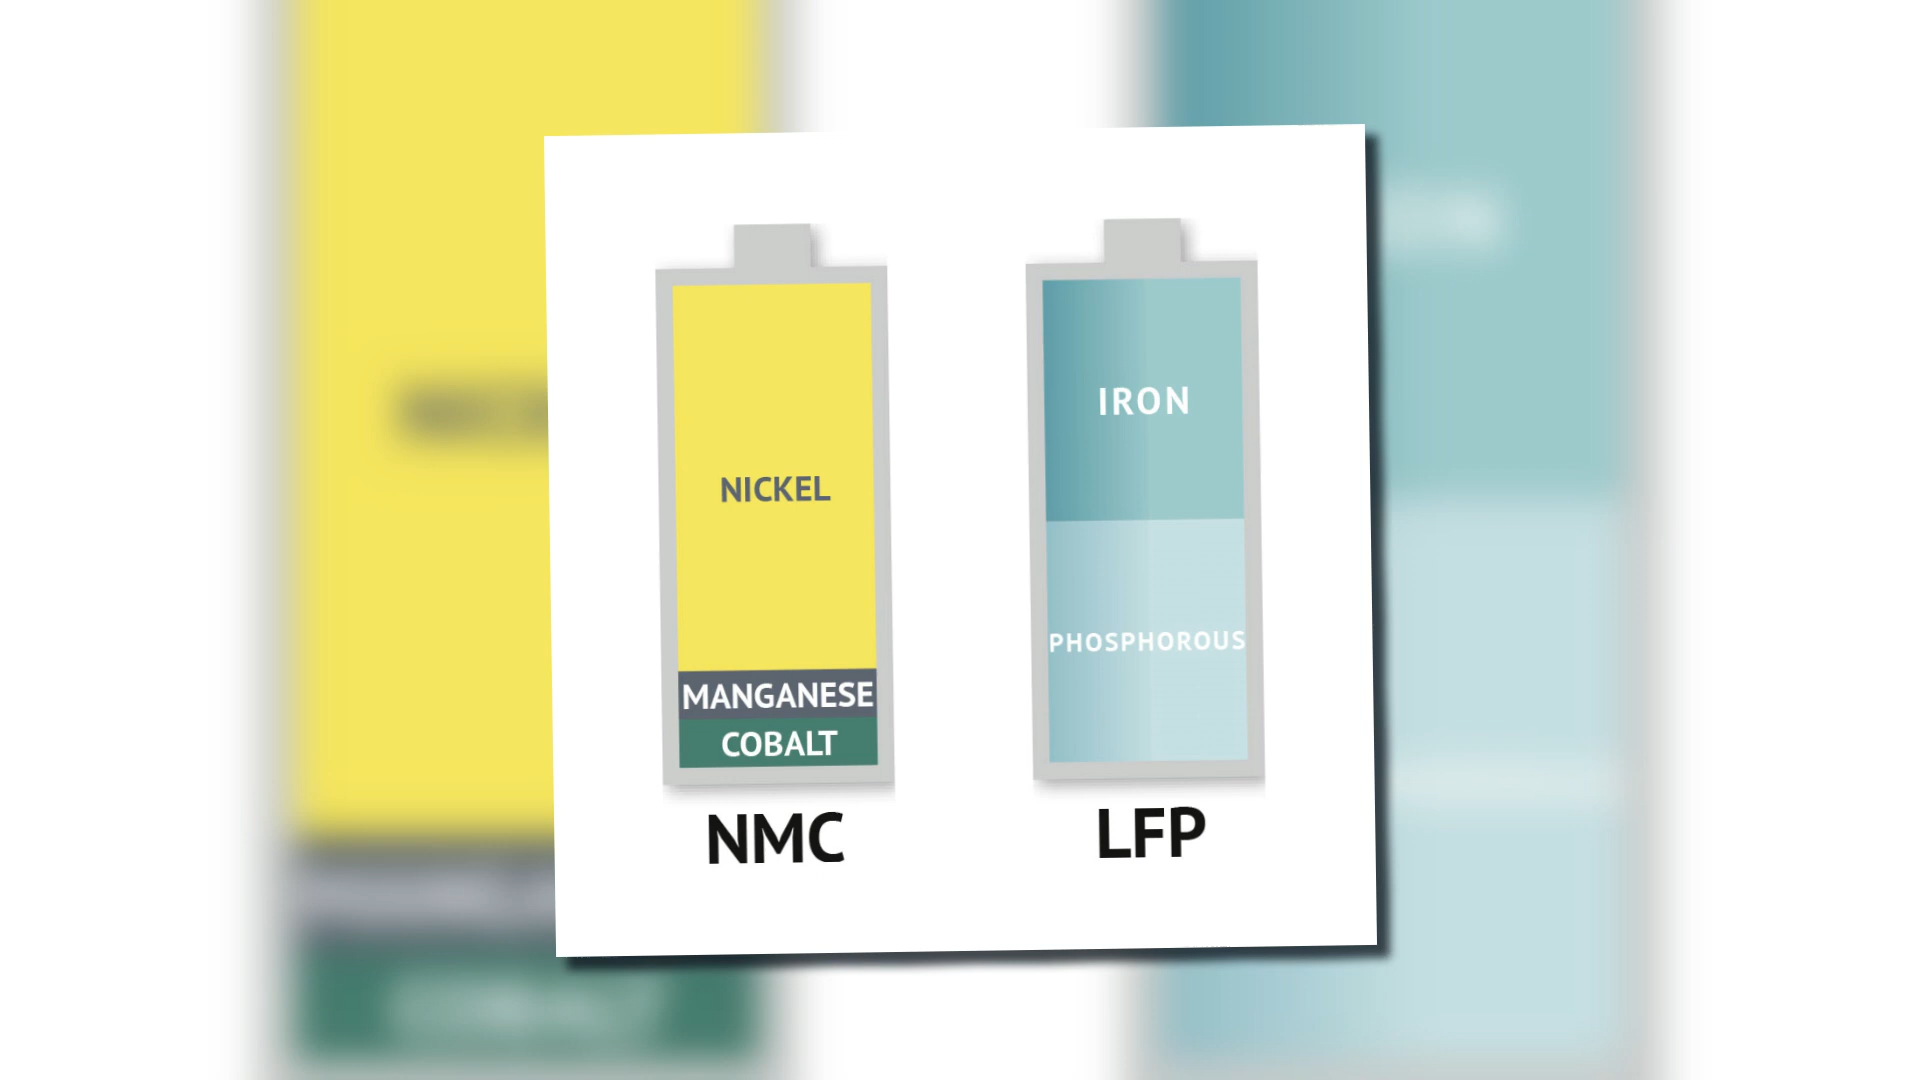 NICKEL
MANGANESE
COBALT
NMC
IRON
PHOSPHOROUS
LFP